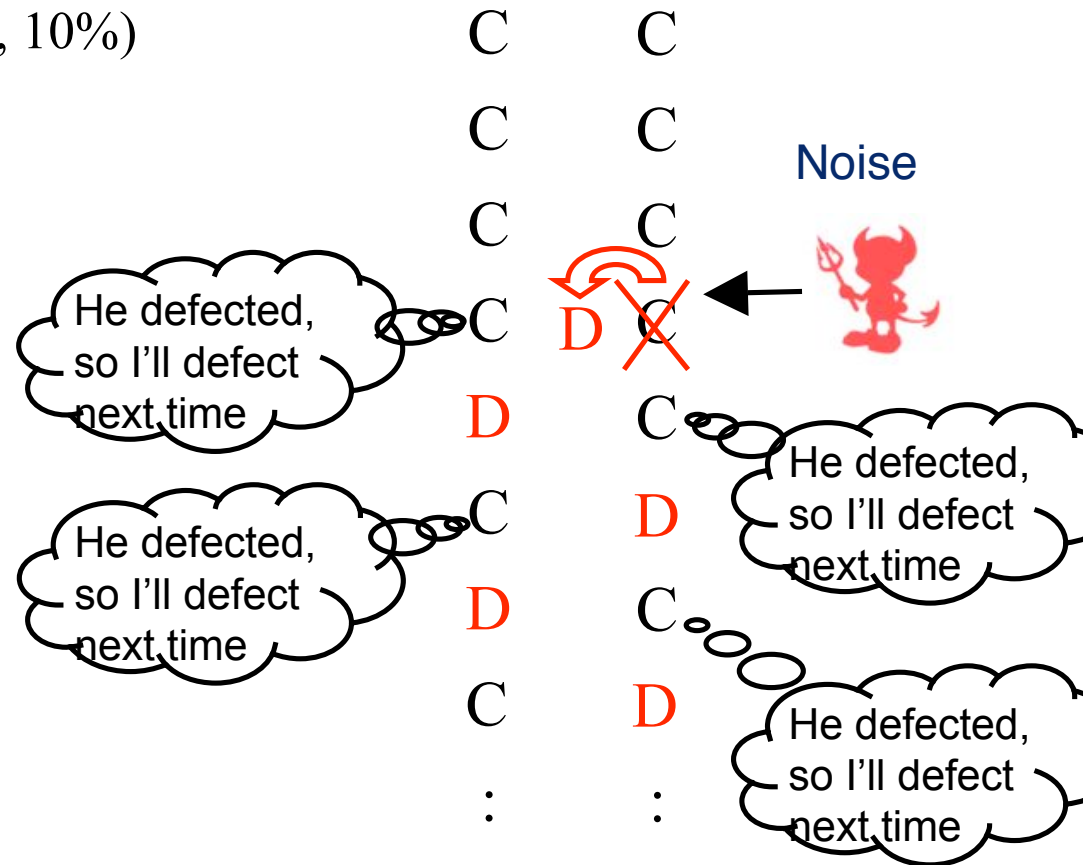 , 10%)
C C
C C
Noise
C C
He defected,
so I'll defect
next time
C D C
D C
He defected,
so I'll defect
next time
C D
He defected,
so I'll defect
next time
D C
C D
He defected,
so I'll defect
next time
: :